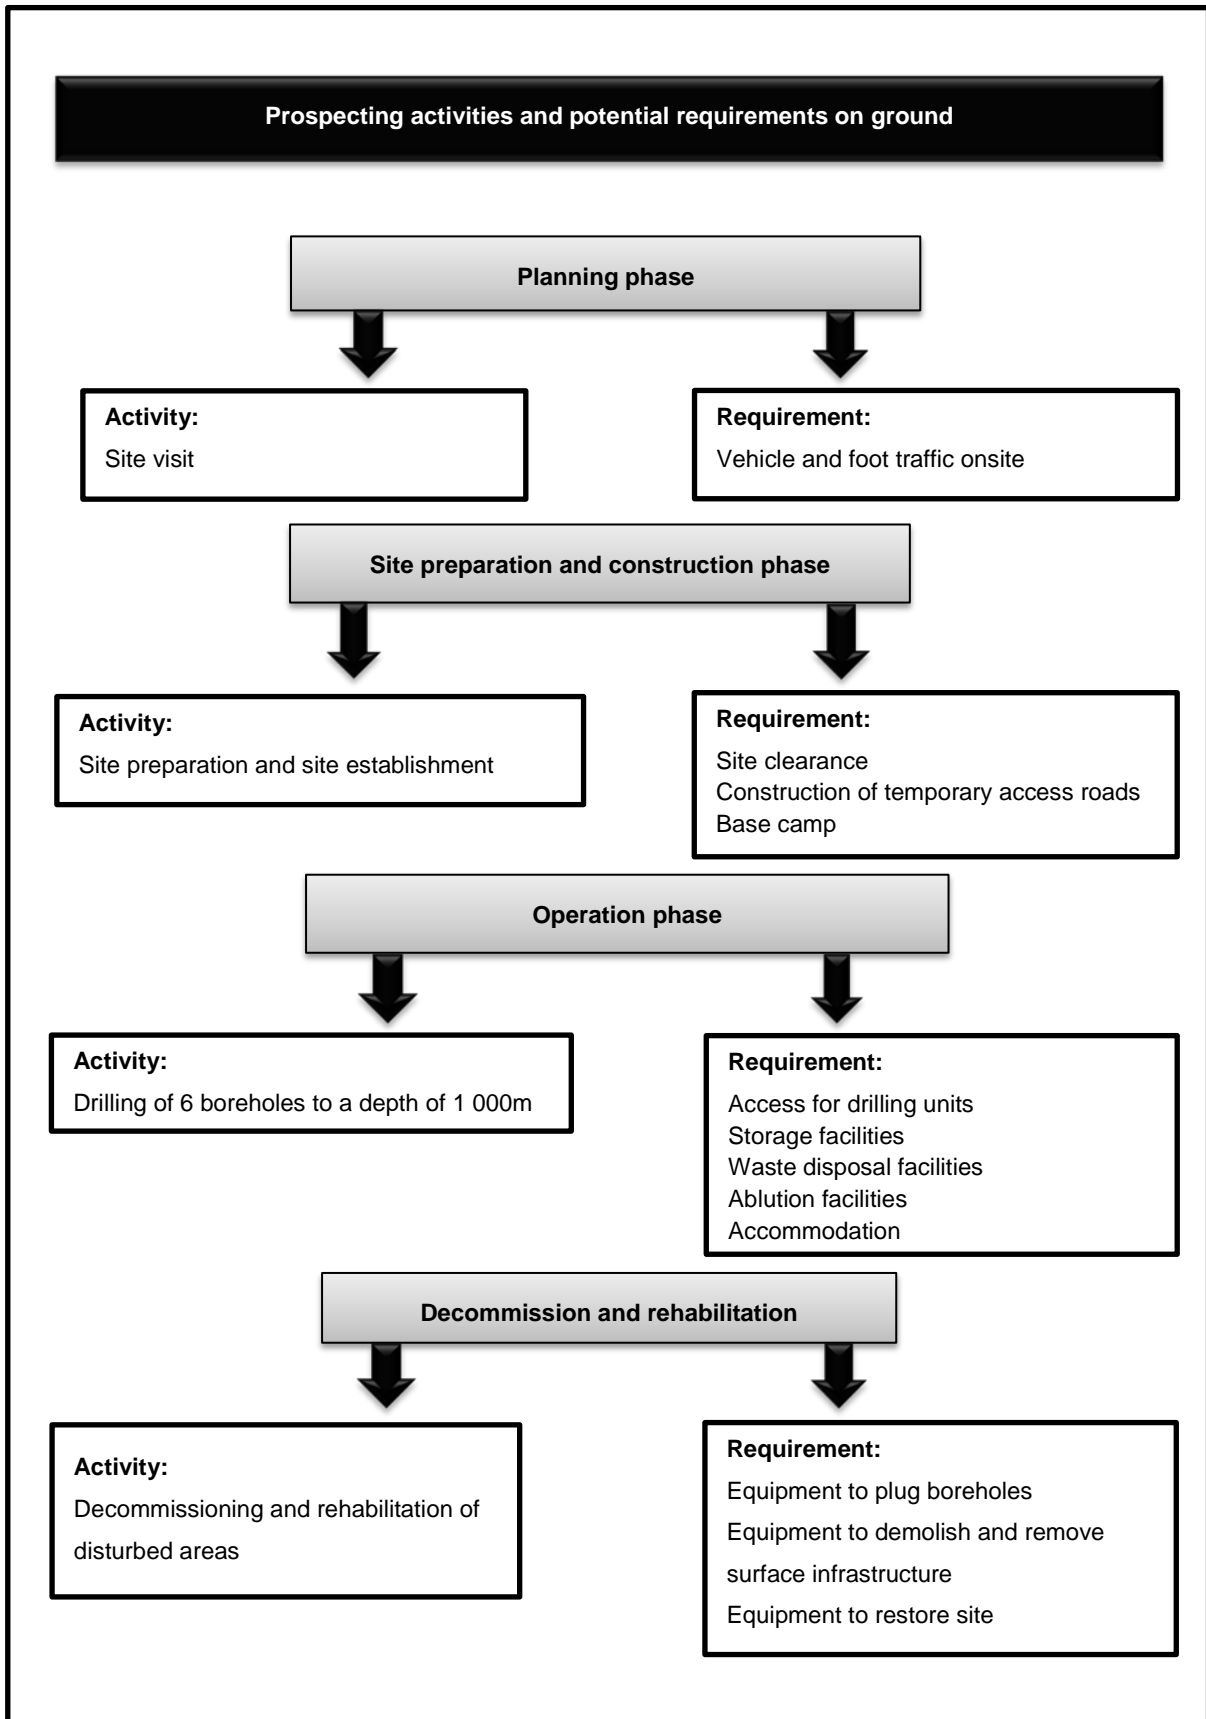 Prospecting activities and potential requirements on ground
Planning phase
Activity:
Site visit
Requirement:
Vehicle and foot traffic onsite
Site preparation and construction phase
Activity:
Site preparation and site establishment
Requirement:
Site clearance
Construction of temporary access roads
Base camp
Operation phase
Activity:
Drilling of 6 boreholes to a depth of 1 000m
Requirement:
Access for drilling units
Storage facilities
Waste disposal facilities
Ablution facilities
Accommodation
Decommission and rehabilitation
Activity:
Decommissioning and rehabilitation of
disturbed areas
Requirement:
Equipment to plug boreholes
Equipment to demolish and remove
surface infrastructure
Equipment to restore site